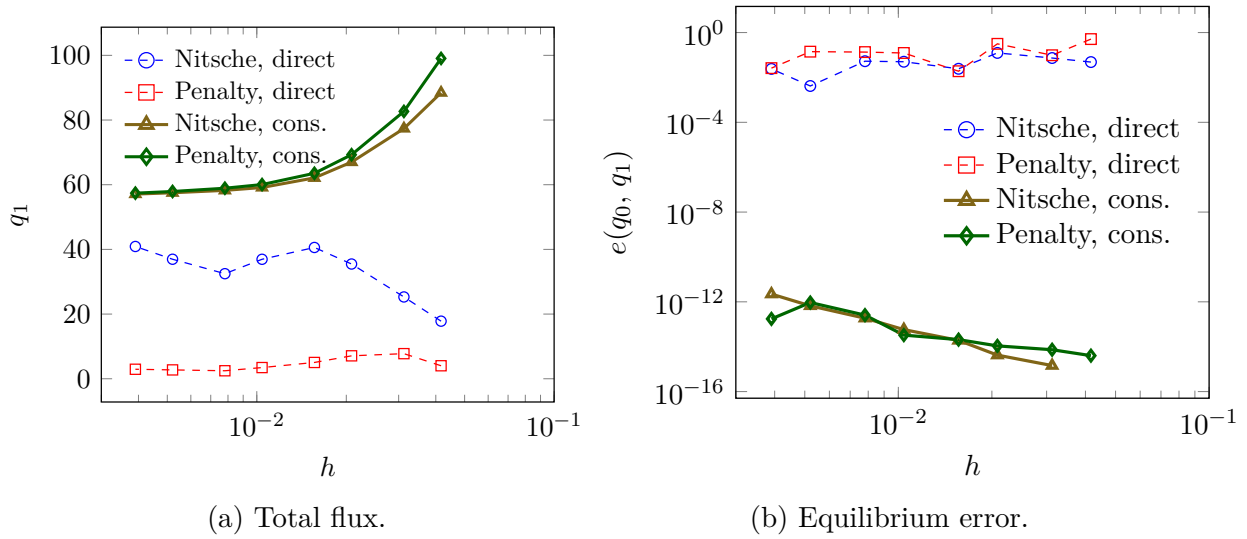 100
80
60
40
20
0
q₁
Nitsche, direct
Penalty, direct
Nitsche, cons.
Penalty, cons.
10⁻²
10⁻¹
h
(a) Total flux.
10⁰
10⁻⁴
10⁻⁸
10⁻¹²
10⁻¹⁶
e(q₀, q₁)
Nitsche, direct
Penalty, direct
Nitsche, cons.
Penalty, cons.
10⁻²
10⁻¹
h
(b) Equilibrium error.